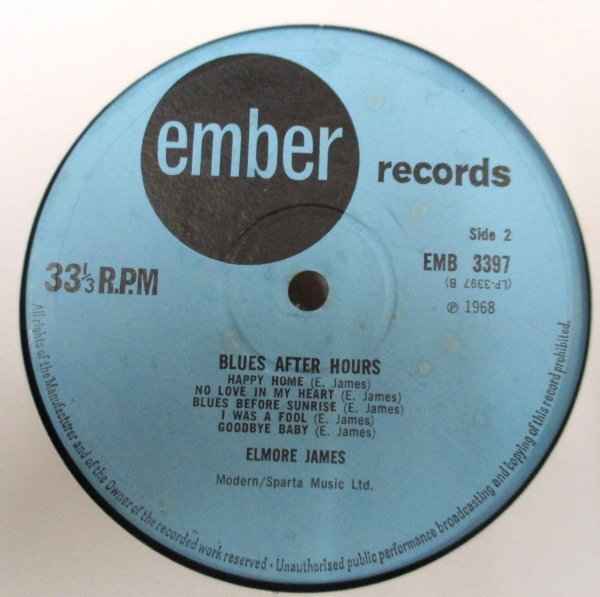 ember
records
Side 2
33⅓ R.P.M
EMB 3397
(LP-3397 B)
℗ 1968
BLUES AFTER HOURS
HAPPY HOME (E. James)
NO LOVE IN MY HEART (E. James)
BLUES BEFORE SUNRISE (E. James)
I WAS A FOOL (E. James)
GOODBYE BABY (E. James)
ELMORE JAMES
Modern/Sparta Music Ltd.
All rights of the Manufacturer and of the Owner of the recorded work reserved - Unauthorised public performance broadcasting and copying of this record prohibited.